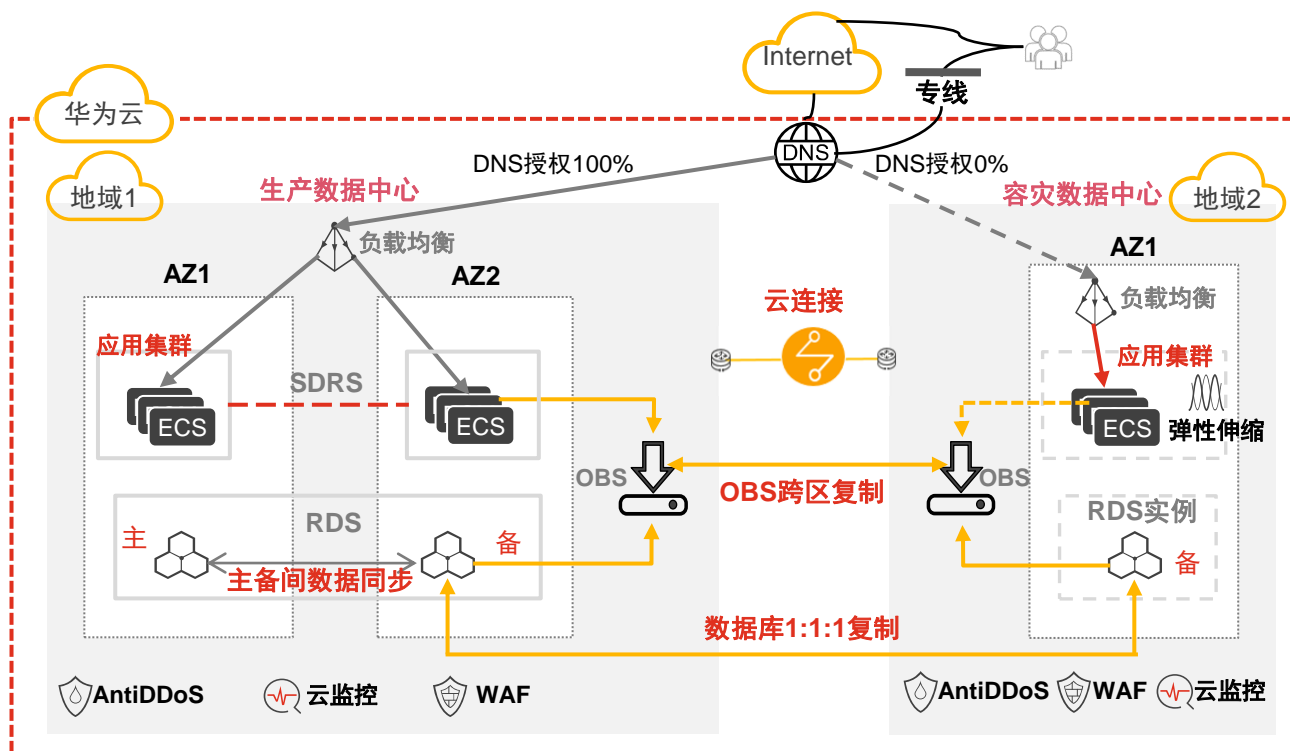 Internet
专线
华为云
DNS
DNS授权100%
DNS授权0%
地域1
生产数据中心
容灾数据中心
地域2
负载均衡
AZ1
AZ2
AZ1
负载均衡
云连接
应用集群
应用集群
SDRS
ECS
ECS
ECS
弹性伸缩
OBS
OBS
OBS跨区复制
RDS
RDS实例
主
备
备
主备间数据同步
数据库1:1:1复制
AntiDDoS
云监控
WAF
AntiDDoS
WAF
云监控